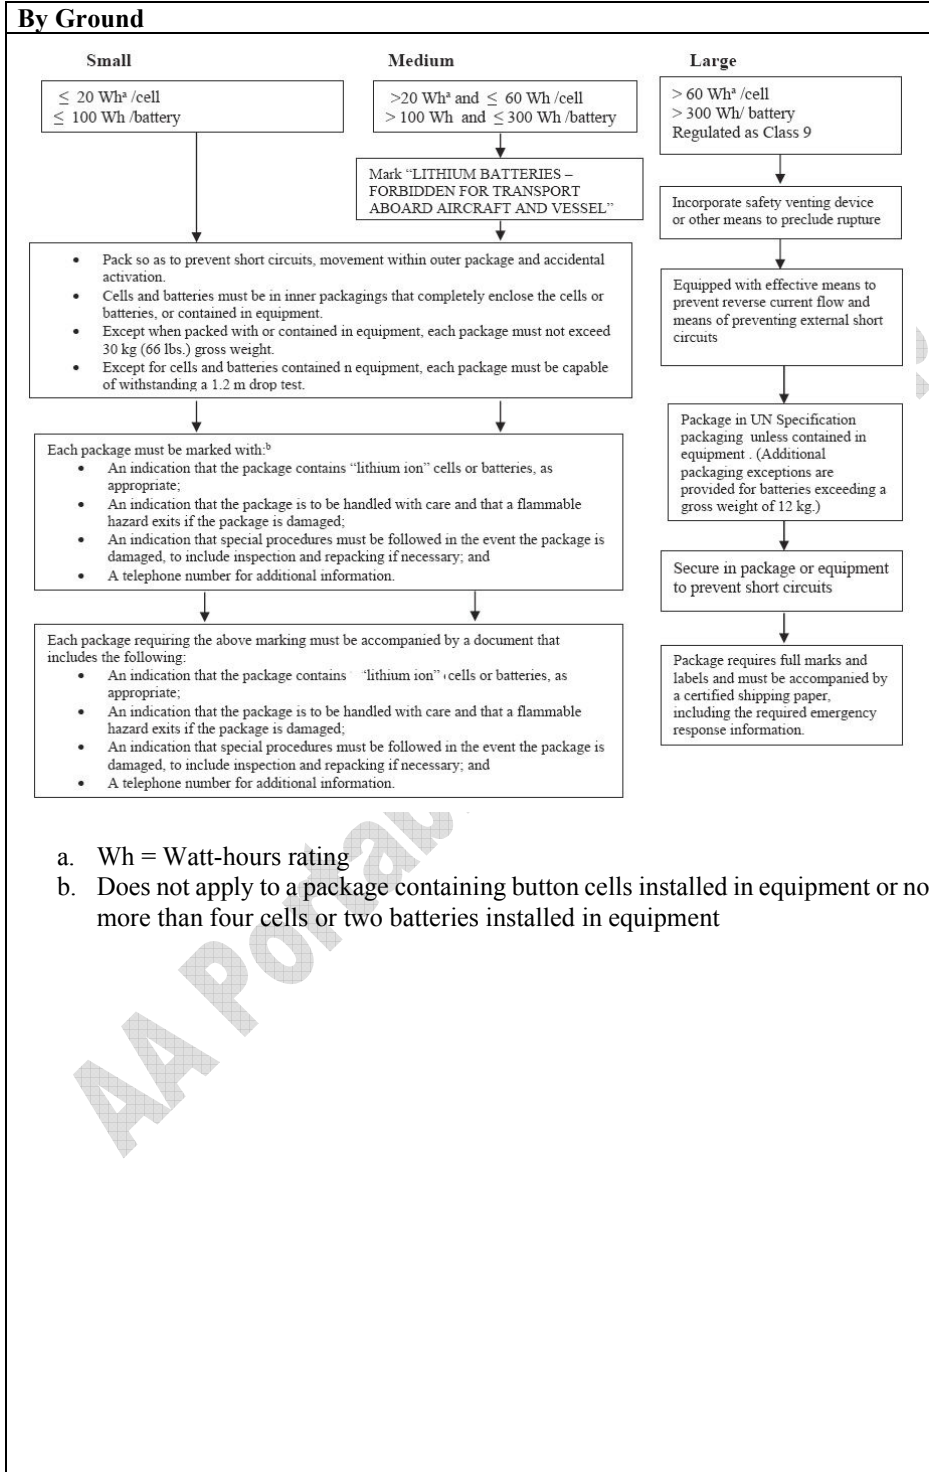 By Ground
Small
≤ 20 Whᵃ /cell
≤ 100 Wh /battery
Medium
>20 Whᵃ and ≤ 60 Wh /cell
> 100 Wh and ≤ 300 Wh /battery
Mark “LITHIUM BATTERIES –
FORBIDDEN FOR TRANSPORT
ABOARD AIRCRAFT AND VESSEL”
• Pack so as to prevent short circuits, movement within outer package and accidental
activation.
• Cells and batteries must be in inner packagings that completely enclose the cells or
batteries, or contained in equipment.
• Except when packed with or contained in equipment, each package must not exceed
30 kg (66 lbs.) gross weight.
• Except for cells and batteries contained n equipment, each package must be capable
of withstanding a 1.2 m drop test.
Each package must be marked with:ᵇ
• An indication that the package contains “lithium ion” cells or batteries, as
appropriate;
• An indication that the package is to be handled with care and that a flammable
hazard exits if the package is damaged;
• An indication that special procedures must be followed in the event the package is
damaged, to include inspection and repacking if necessary; and
• A telephone number for additional information.
Each package requiring the above marking must be accompanied by a document that
includes the following:
• An indication that the package contains “lithium ion” cells or batteries, as
appropriate;
• An indication that the package is to be handled with care and that a flammable
hazard exits if the package is damaged;
• An indication that special procedures must be followed in the event the package is
damaged, to include inspection and repacking if necessary; and
• A telephone number for additional information.
Large
> 60 Whᵃ /cell
> 300 Wh/ battery
Regulated as Class 9
Incorporate safety venting device
or other means to preclude rupture
Equipped with effective means to
prevent reverse current flow and
means of preventing external short
circuits
Package in UN Specification
packaging unless contained in
equipment . (Additional
packaging exceptions are
provided for batteries exceeding a
gross weight of 12 kg.)
Secure in package or equipment
to prevent short circuits
Package requires full marks and
labels and must be accompanied by
a certified shipping paper,
including the required emergency
response information.
a. Wh = Watt-hours rating
b. Does not apply to a package containing button cells installed in equipment or no
more than four cells or two batteries installed in equipment
AA